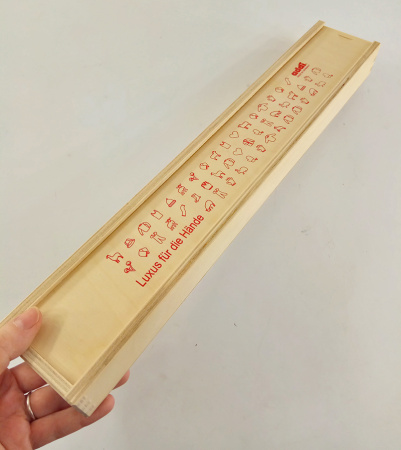 Luxus für die Hände